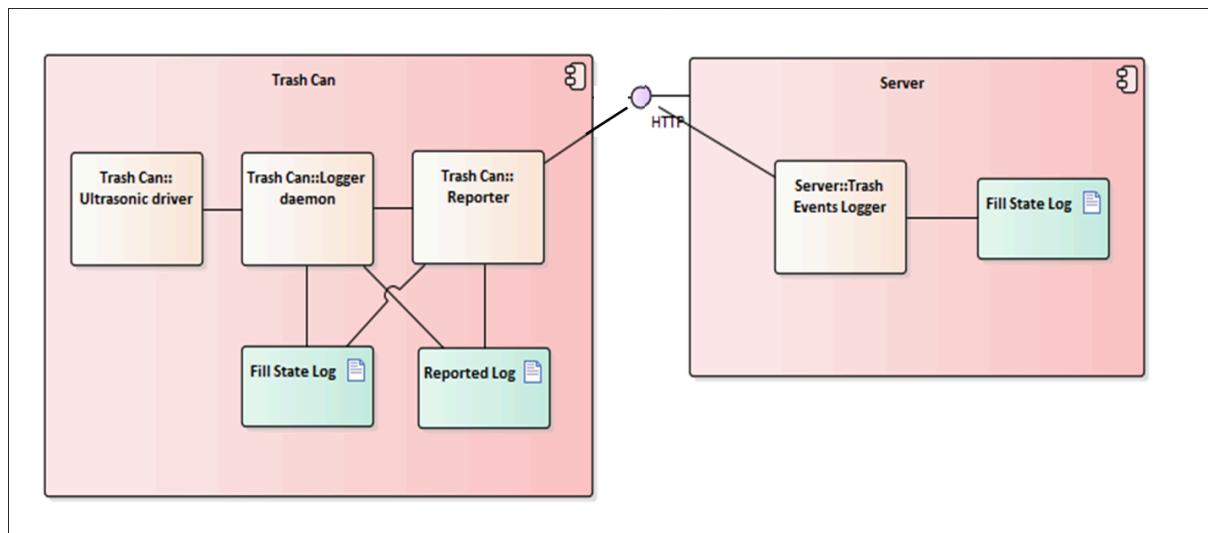 Trash Can
Server
HTTP
Trash Can::
Ultrasonic driver
Trash Can::Logger
daemon
Trash Can::
Reporter
Server::Trash
Events Logger
Fill State Log
Fill State Log
Reported Log